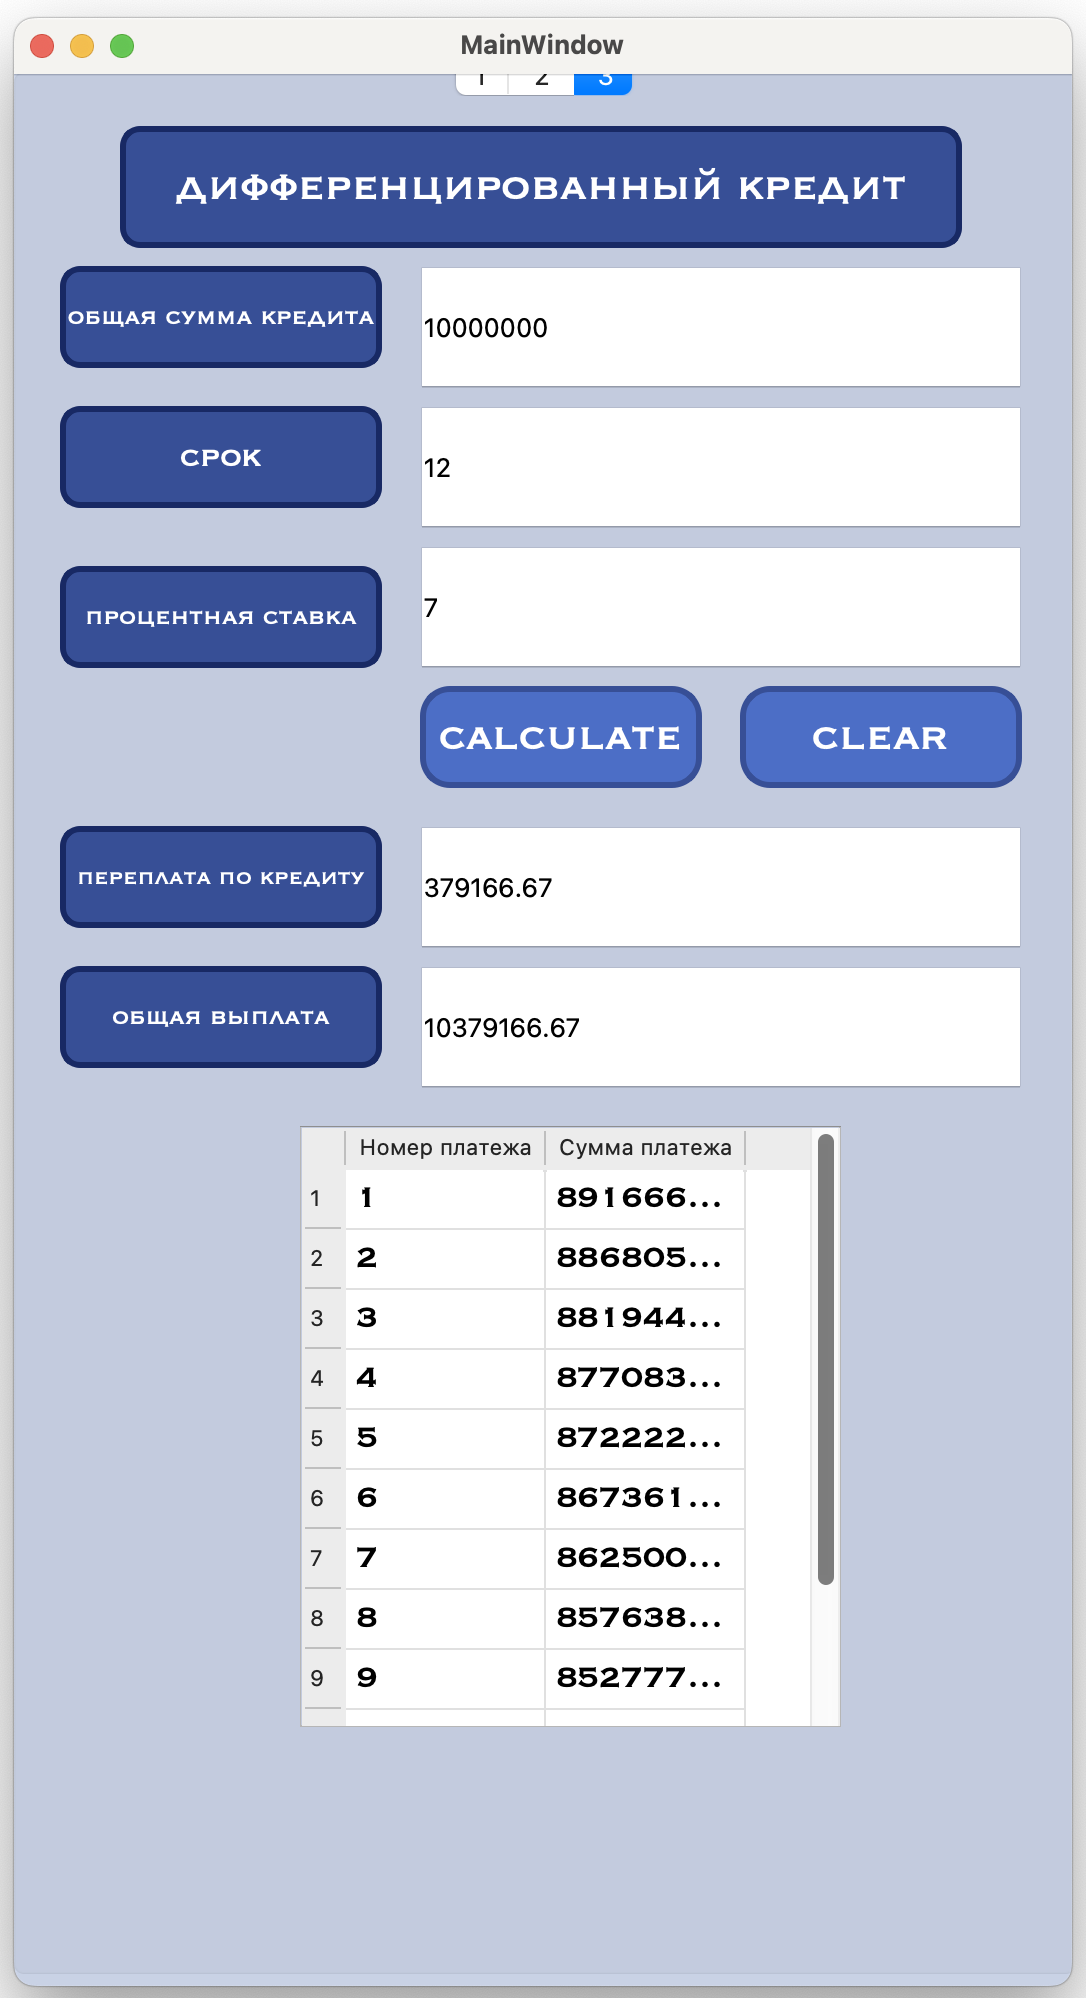 MainWindow
1 2 3
ДИФФЕРЕНЦИРОВАННЫЙ КРЕДИТ
ОБЩАЯ СУММА КРЕДИТА
10000000
СРОК
12
ПРОЦЕНТНАЯ СТАВКА
7
CALCULATE CLEAR
ПЕРЕПЛАТА ПО КРЕДИТУ
379166.67
ОБЩАЯ ВЫПЛАТА
10379166.67
Номер платежа Сумма платежа
1 1 891666...
2 2 886805...
3 3 881944...
4 4 877083...
5 5 872222...
6 6 867361...
7 7 862500...
8 8 857638...
9 9 852777...